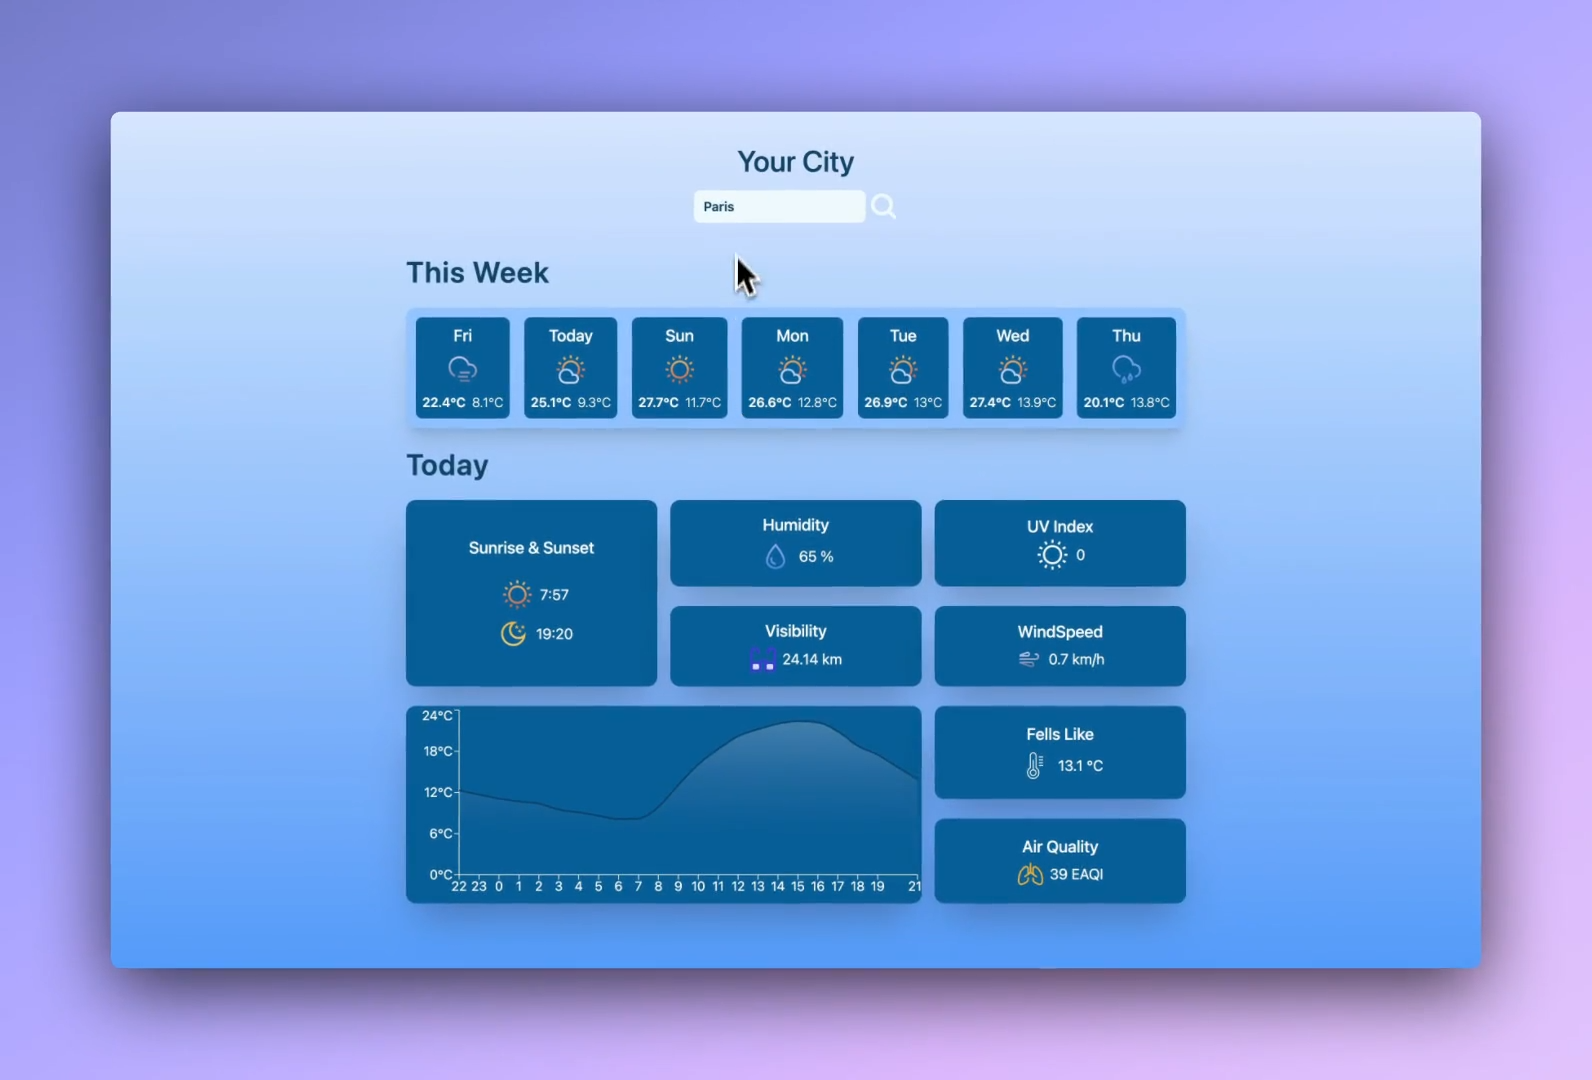 Your City
Paris
This Week
Fri
22.4°C 8.1°C
Today
25.1°C 9.3°C
Sun
27.7°C 11.7°C
Mon
26.6°C 12.8°C
Tue
26.9°C 13°C
Wed
27.4°C 13.9°C
Thu
20.1°C 13.8°C
Today
Sunrise & Sunset
7:57
19:20
Humidity
65 %
UV Index
0
Visibility
24.14 km
WindSpeed
0.7 km/h
24°C
18°C
12°C
6°C
0°C
22 23 0 1 2 3 4 5 6 7 8 9 10 11 12 13 14 15 16 17 18 19 21
Fells Like
13.1 °C
Air Quality
39 EAQI